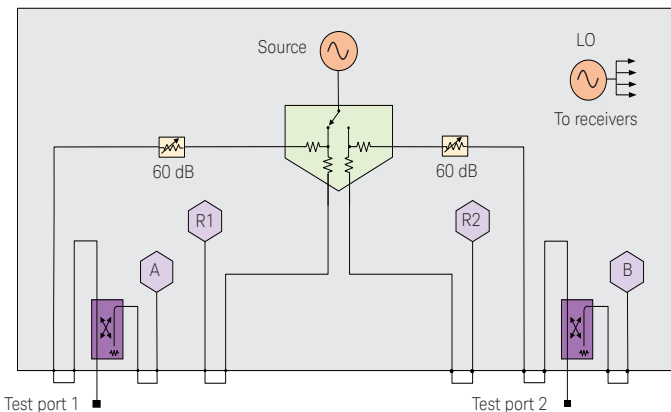 Source
LO
To receivers
60 dB
60 dB
R1
R2
A
B
Test port 1
Test port 2